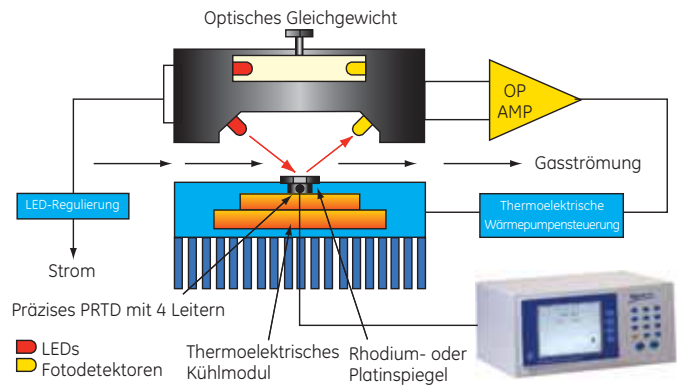 Optisches Gleichgewicht
OP
AMP
Gasströmung
LED-Regulierung
Thermoelektrische
Wärmepumpensteuerung
Strom
Präzises PRTD mit 4 Leitern
LEDs
Fotodetektoren
Thermoelektrisches
Kühlmodul
Rhodium- oder
Platinspiegel